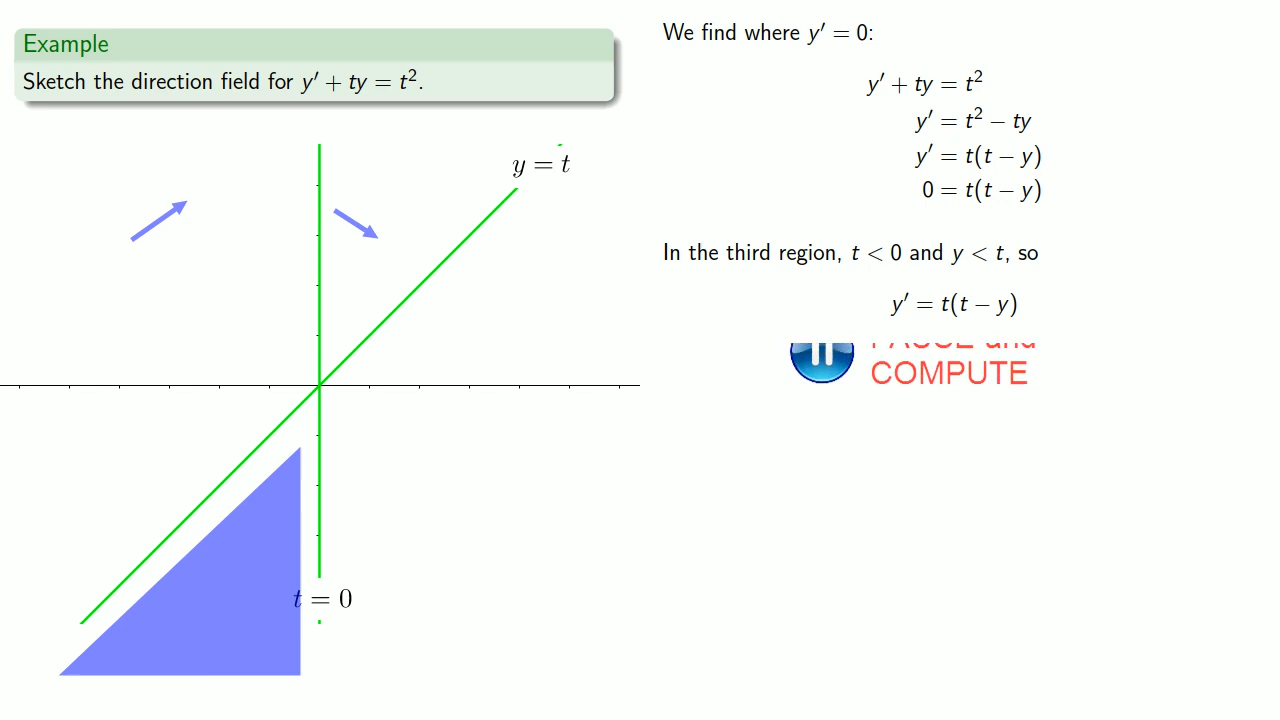 Example
Sketch the direction field for y′ + ty = t².
y = t
t = 0
We find where y′ = 0:
y′ + ty = t²
y′ = t² − ty
y′ = t(t − y)
0 = t(t − y)
In the third region, t < 0 and y < t, so
y′ = t(t − y)
COMPUTE